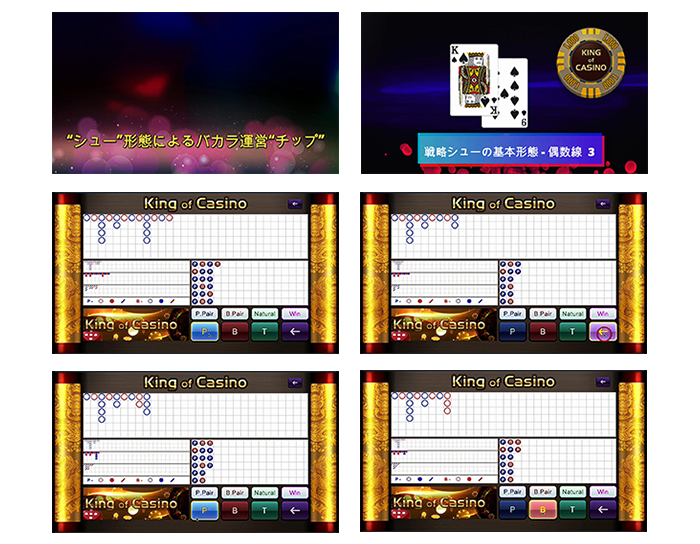 “シュー”形態によるバカラ運営“チップ”
K
K
9
KING
of
CASINO
戦略シューの基本形態 - 偶数線 3
King of Casino
King of Casino
P.Pair B.Pair Natural Win
P B T ←
King of Casino
King of Casino
P.Pair B.Pair Natural Win
P B T
King of Casino
King of Casino
P.Pair B.Pair Natural Win
P B T ←
King of Casino
King of Casino
P.Pair B.Pair Natural Win
P B T ←